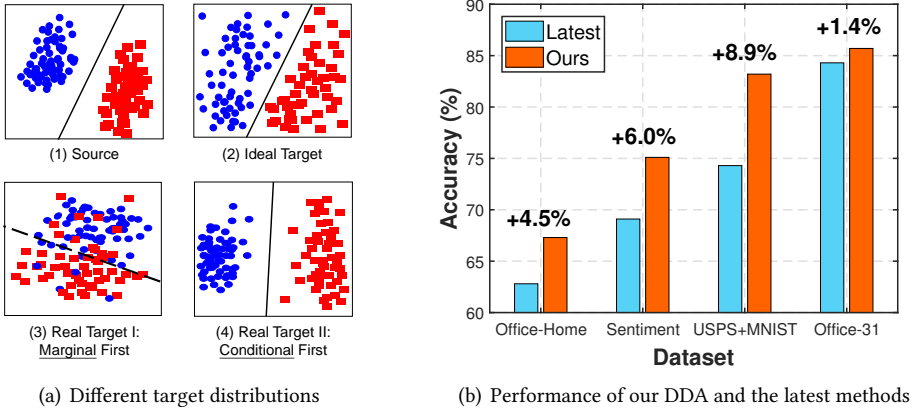 (1) Source
(2) Ideal Target
(3) Real Target I:
Marginal First
(4) Real Target II:
Conditional First
(a) Different target distributions
90
85
80
75
70
65
60
Accuracy (%)
Latest
Ours
+4.5%
+6.0%
+8.9%
+1.4%
Office-Home
Sentiment
USPS+MNIST
Office-31
Dataset
(b) Performance of our DDA and the latest methods